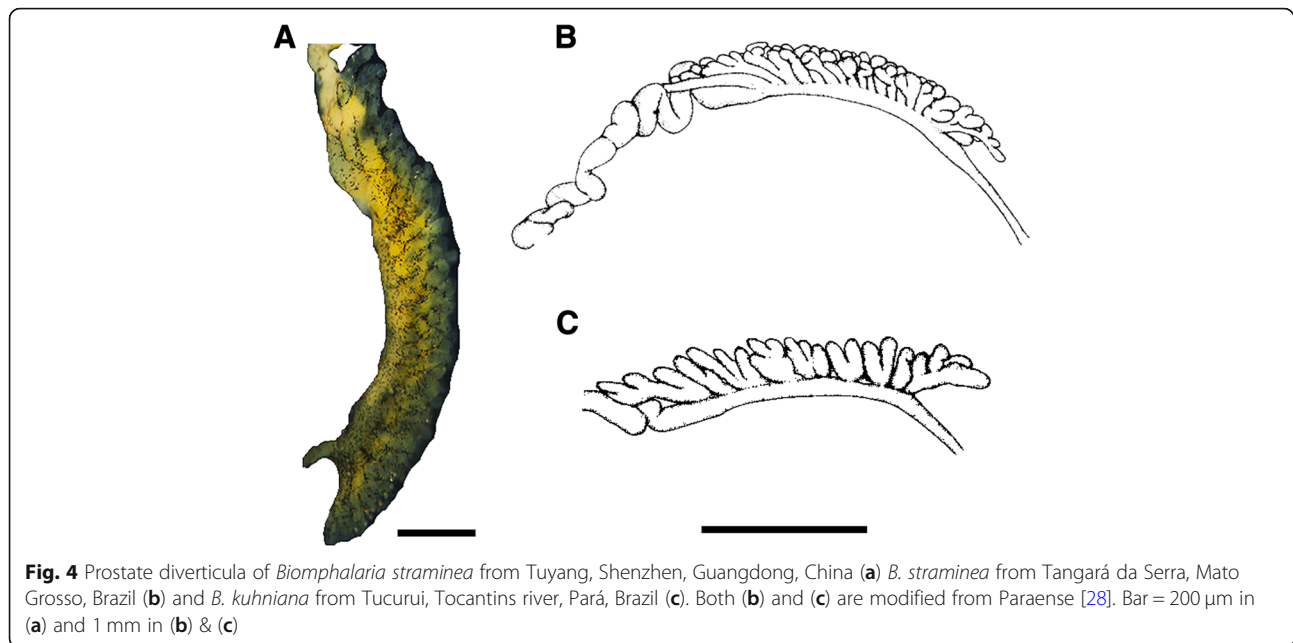 A
B
C
Fig. 4 Prostate diverticula of Biomphalaria straminea from Tuyang, Shenzhen, Guangdong, China (a) B. straminea from Tangará da Serra, Mato
Grosso, Brazil (b) and B. kuhniana from Tucurui, Tocantins river, Pará, Brazil (c). Both (b) and (c) are modified from Paraense [28]. Bar = 200 μm in
(a) and 1 mm in (b) & (c)